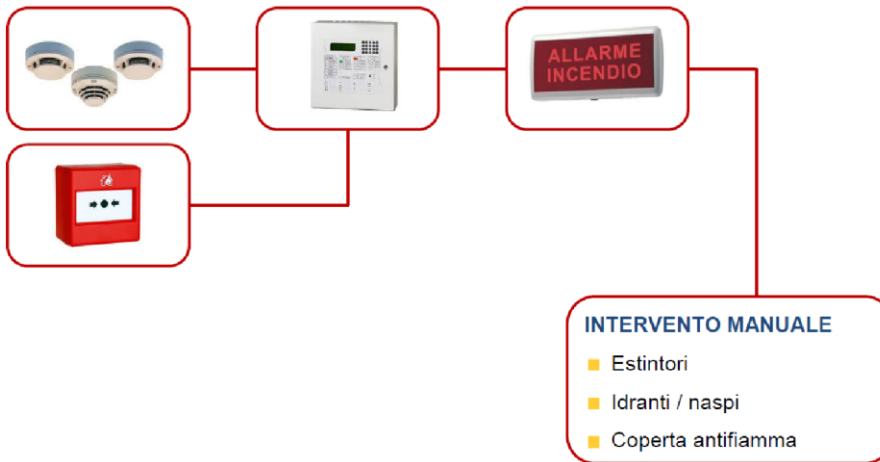 ALLARME
INCENDIO
INTERVENTO MANUALE
Estintori
Idranti / naspi
Coperta antifiamma